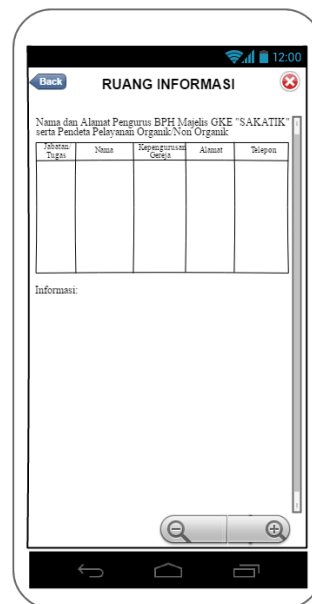 12:00
Back
RUANG INFORMASI
Nama dan Alamat Pengurus BPH Majelis GKE "SAKATIK"
serta Pendeta Pelayanan Organik/Non Organik
Jabatan/
Tugas
Nama
Kepengurusan
Gereja
Alamat
Telepon
Informasi: